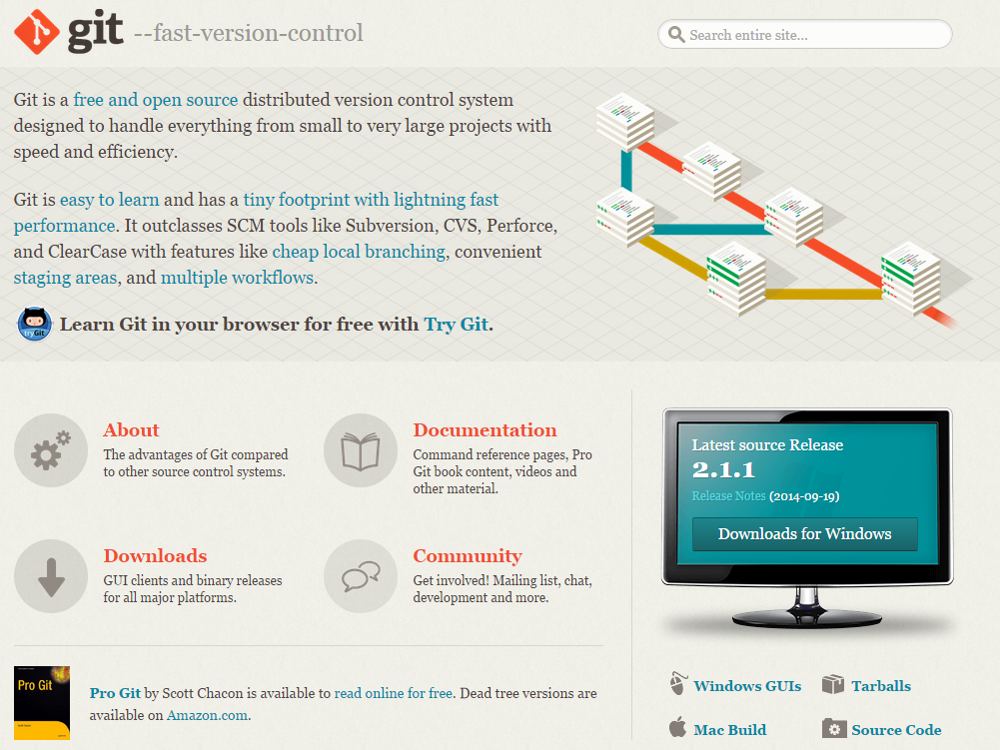 git --fast-version-control
Search entire site...
Git is a free and open source distributed version control system
designed to handle everything from small to very large projects with
speed and efficiency.
Git is easy to learn and has a tiny footprint with lightning fast
performance. It outclasses SCM tools like Subversion, CVS, Perforce,
and ClearCase with features like cheap local branching, convenient
staging areas, and multiple workflows.
tryGit
Learn Git in your browser for free with Try Git.
About
The advantages of Git compared
to other source control systems.
Documentation
Command reference pages, Pro
Git book content, videos and
other material.
Downloads
GUI clients and binary releases
for all major platforms.
Community
Get involved! Mailing list, chat,
development and more.
Latest source Release
2.1.1
Release Notes (2014-09-19)
Downloads for Windows
Pro Git
Pro Git by Scott Chacon is available to read online for free. Dead tree versions are
available on Amazon.com.
Windows GUIs
Tarballs
Mac Build
Source Code